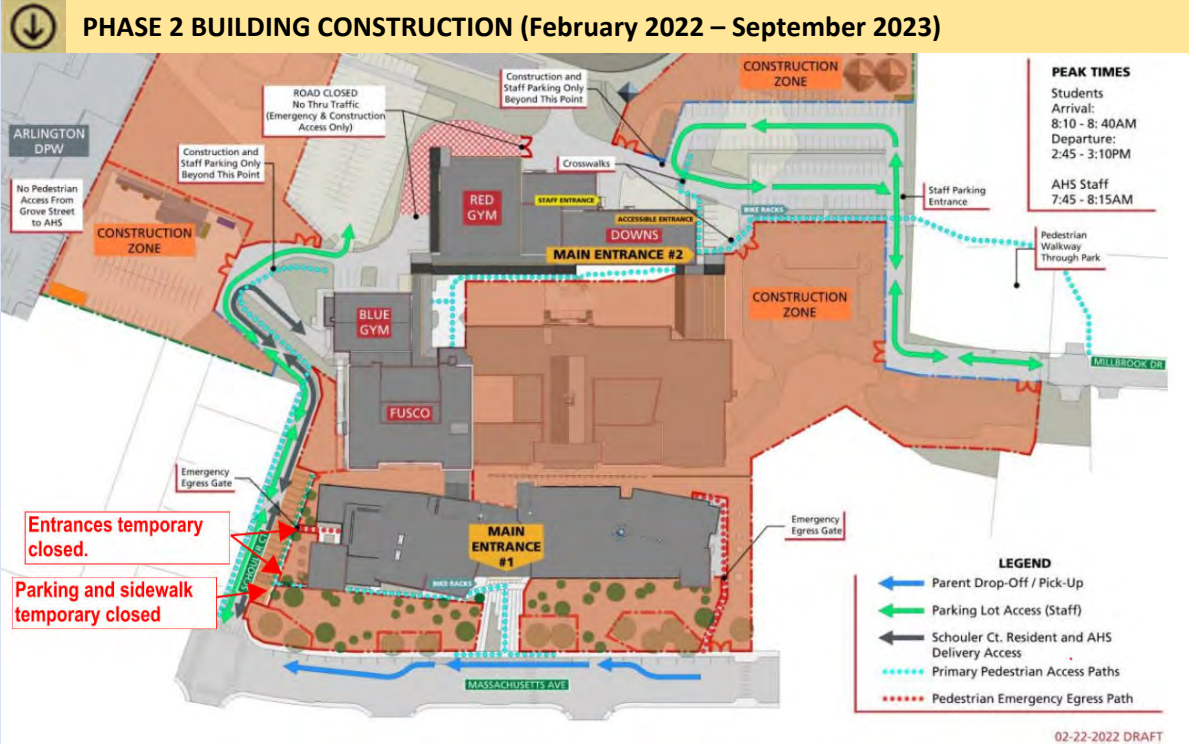 PHASE 2 BUILDING CONSTRUCTION (February 2022 – September 2023)
CONSTRUCTION
ZONE
PEAK TIMES
Students
Arrival:
8:10 - 8: 40AM
Departure:
2:45 - 3:10PM
AHS Staff
7:45 - 8:15AM
Construction and
Staff Parking Only
Beyond This Point
ROAD CLOSED
No Thru Traffic
(Emergency & Construction
Access Only)
ARLINGTON
DPW
Construction and
Staff Parking Only
Beyond This Point
Crosswalks
No Pedestrian
Access From
Grove Street
to AHS
CONSTRUCTION
ZONE
RED
GYM
STAFF ENTRANCE
ACCESSIBLE ENTRANCE
DOWNS
MAIN ENTRANCE #2
BIKE RACKS
Staff Parking
Entrance
Pedestrian
Walkway
Through Park
CONSTRUCTION
ZONE
BLUE
GYM
MILLBROOK DR
FUSCO
Emergency
Egress Gate
Entrances temporary
closed.
Parking and sidewalk
temporary closed
SCHOULER CT
MAIN
ENTRANCE
#1
BIKE RACKS
Emergency
Egress Gate
MASSACHUSETTS AVE
LEGEND
Parent Drop-Off / Pick-Up
Parking Lot Access (Staff)
Schouler Ct. Resident and AHS
Delivery Access
Primary Pedestrian Access Paths
Pedestrian Emergency Egress Path
02-22-2022 DRAFT